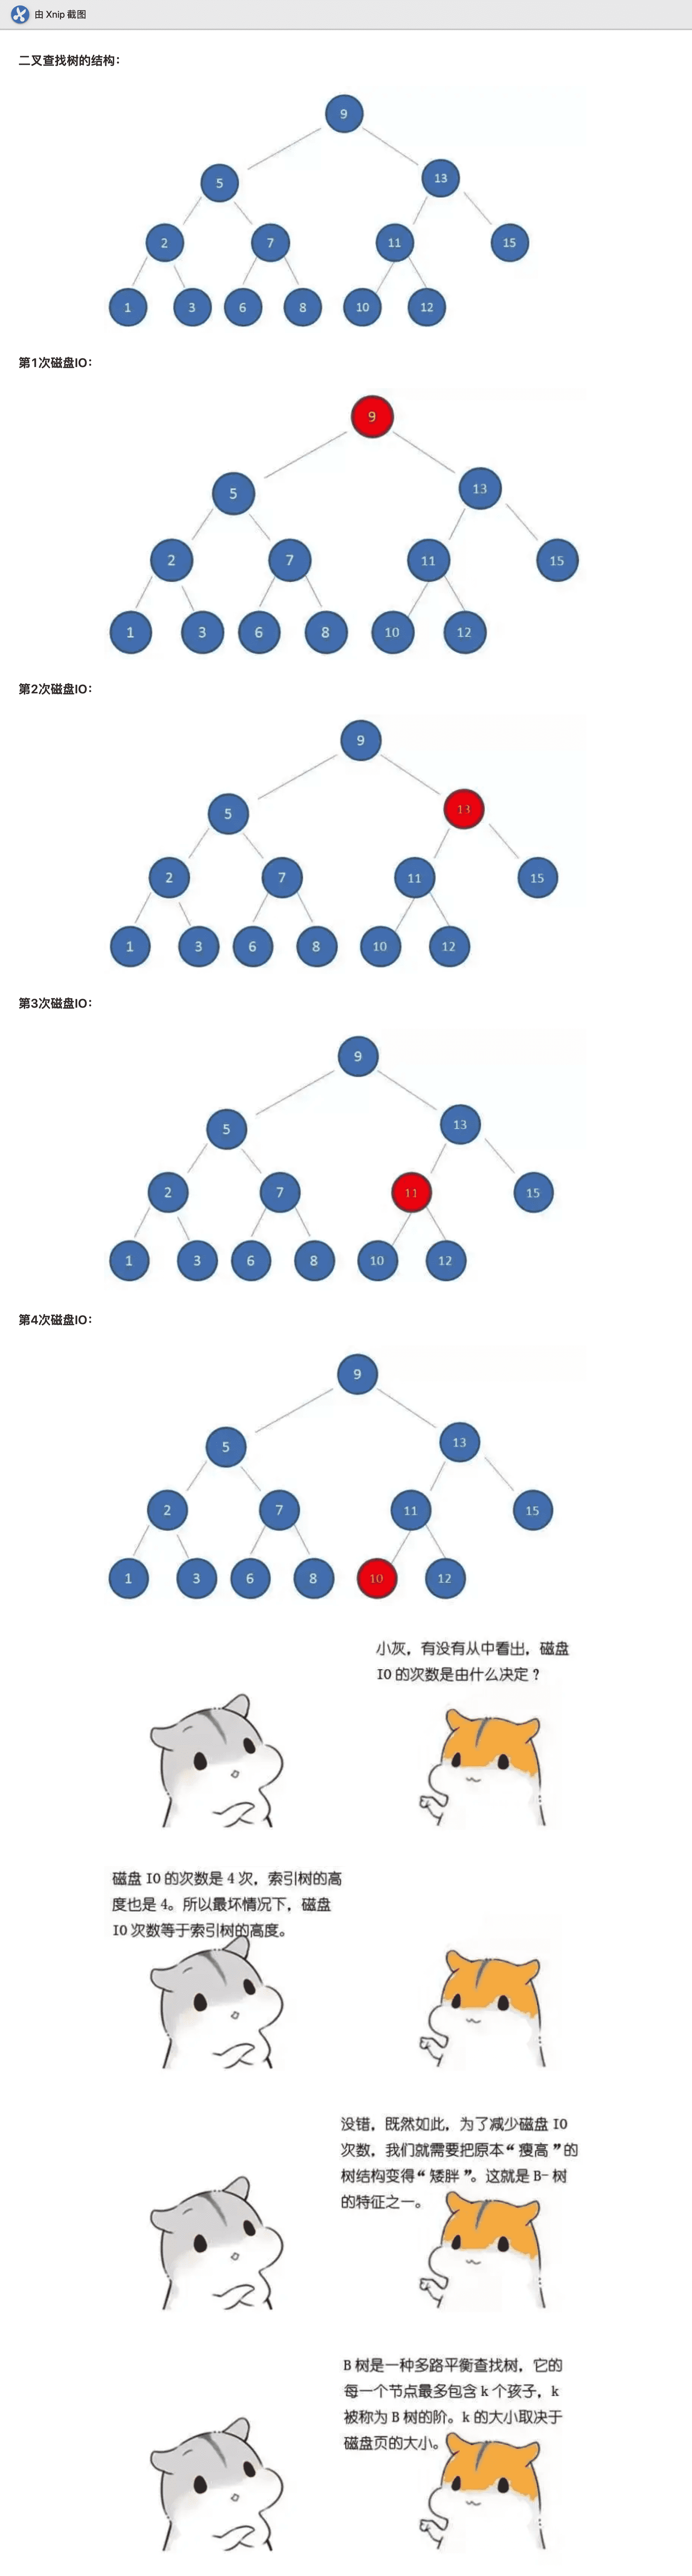 由 Xnip 截图
二叉查找树的结构：
9
5 13
2 7 11 15
1 3 6 8 10 12
第1次磁盘IO：
9
5 13
2 7 11 15
1 3 6 8 10 12
第2次磁盘IO：
9
5 13
2 7 11 15
1 3 6 8 10 12
第3次磁盘IO：
9
5 13
2 7 11 15
1 3 6 8 10 12
第4次磁盘IO：
9
5 13
2 7 11 15
1 3 6 8 10 12
小灰，有没有从中看出，磁盘
IO 的次数是由什么决定？
磁盘 IO 的次数是 4 次，索引树的高
度也是 4。所以最坏情况下，磁盘
IO 次数等于索引树的高度。
没错，既然如此，为了减少磁盘 IO
次数，我们就需要把原本“瘦高”的
树结构变得“矮胖”。这就是 B- 树
的特征之一。
B 树是一种多路平衡查找树，它的
每一个节点最多包含 k 个孩子，k
被称为 B 树的阶。k 的大小取决于
磁盘页的大小。